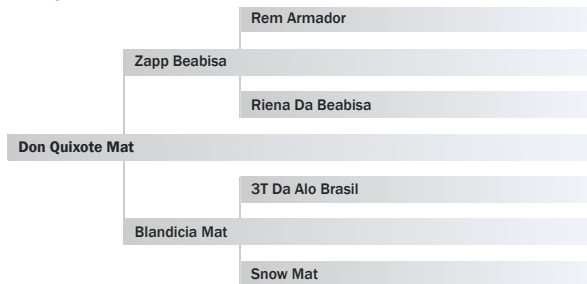 Rem Armador
Zapp Beabisa
Riena Da Beabisa
Don Quixote Mat
3T Da Alo Brasil
Blandicia Mat
Snow Mat